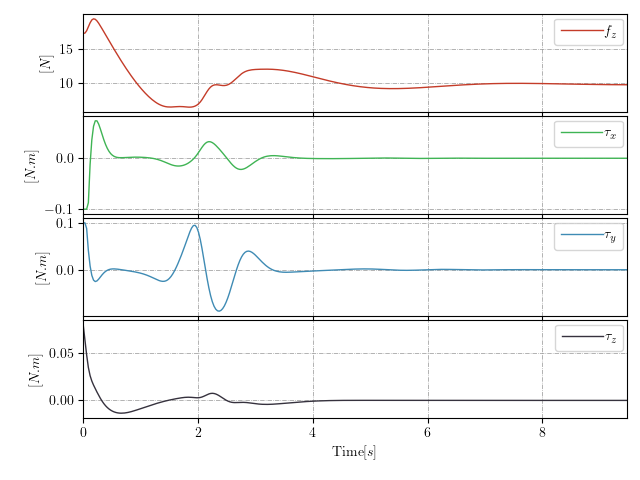 [N]
15
10
f_z
[N.m]
0.0
−0.1
τ_x
[N.m]
0.1
0.0
τ_y
[N.m]
0.05
0.00
τ_z
0 2 4 6 8
Time[s]